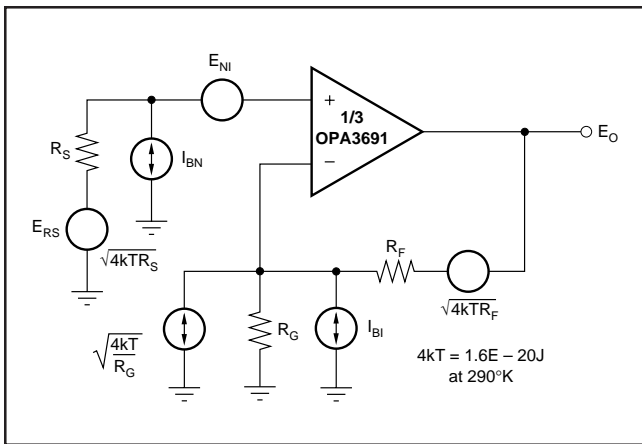 E_NI
+
1/3
OPA3691
−
E_O
R_S
I_BN
E_RS
√4kTR_S
R_F
√4kTR_F
√4kT/R_G
R_G
I_BI
4kT = 1.6E – 20J
at 290°K